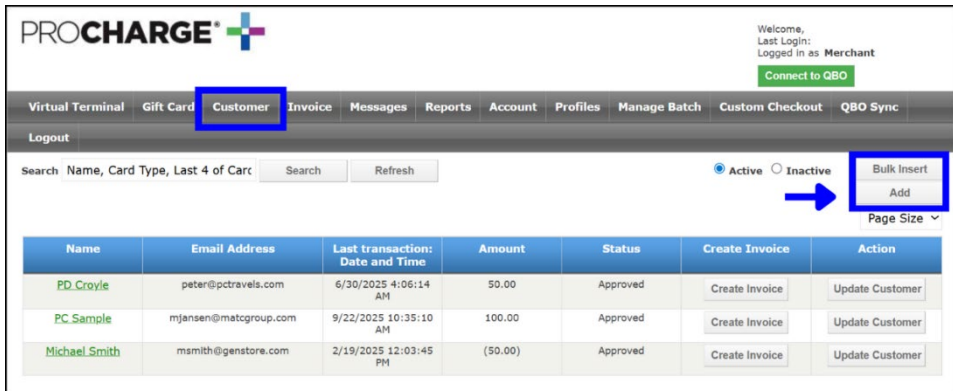 PROCHARGE®
Welcome,
Last Login:
Logged in as Merchant
Connect to QBO
Virtual Terminal Gift Card Customer Invoice Messages Reports Account Profiles Manage Batch Custom Checkout QBO Sync
Logout
Search Name, Card Type, Last 4 of Carc Search Refresh Active Inactive Bulk Insert
Add
Page Size
Name Email Address Last transaction: Date and Time Amount Status Create Invoice Action
PD Croyle peter@pctravels.com 6/30/2025 4:06:14 AM 50.00 Approved Create Invoice Update Customer
PC Sample mjansen@matcgroup.com 9/22/2025 10:35:10 AM 100.00 Approved Create Invoice Update Customer
Michael Smith msmith@genstore.com 2/19/2025 12:03:45 PM (50.00) Approved Create Invoice Update Customer